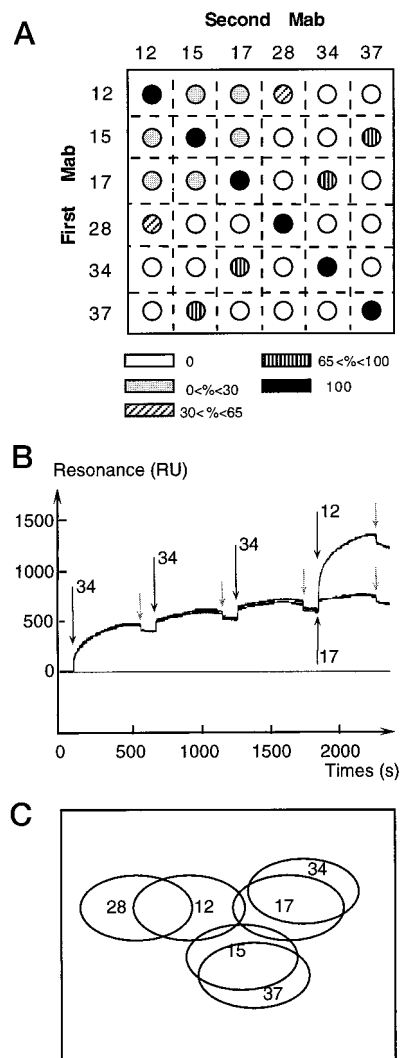 A
Second Mab
12 15 17 28 34 37
First Mab
12
15
17
28
34
37
0
65<%<100
0<%<30
100
30<%<65
B
Resonance (RU)
1500
1000
500
0
34
34
34
12
17
0 500 1000 1500 2000
Times (s)
C
34
28 12 17
15
37